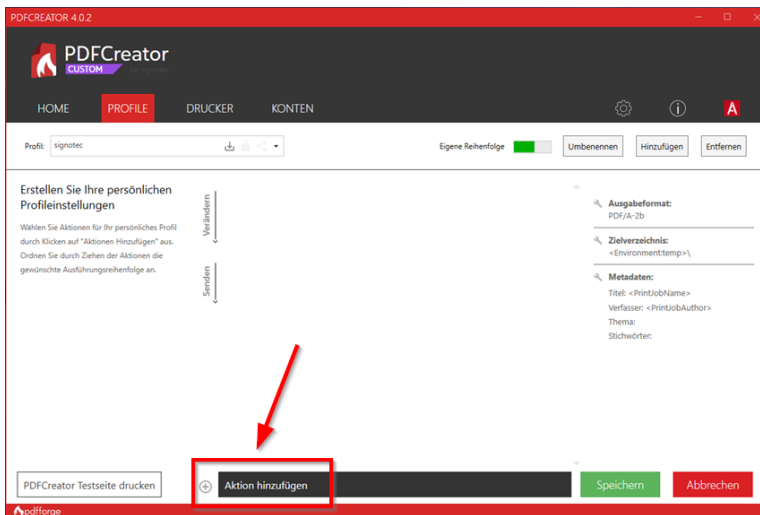 PDFCREATOR 4.0.2
PDFCreator
CUSTOM for signotec
HOME PROFILE DRUCKER KONTEN
Profil: signotec
Eigene Reihenfolge
Umbenennen Hinzufügen Entfernen
Erstellen Sie Ihre persönlichen
Profileinstellungen
Wählen Sie Aktionen für Ihr persönliches Profil
durch Klicken auf "Aktionen Hinzufügen" aus.
Ordnen Sie durch Ziehen der Aktionen die
gewünschte Ausführungsreihenfolge an.
Verändern
Senden
Ausgabeformat:
PDF/A-2b
Zielverzeichnis:
<Environment:temp>\
Metadaten:
Titel: <PrintJobName>
Verfasser: <PrintJobAuthor>
Thema:
Stichwörter:
PDFCreator Testseite drucken
Aktion hinzufügen
Speichern
Abbrechen
pdfforge